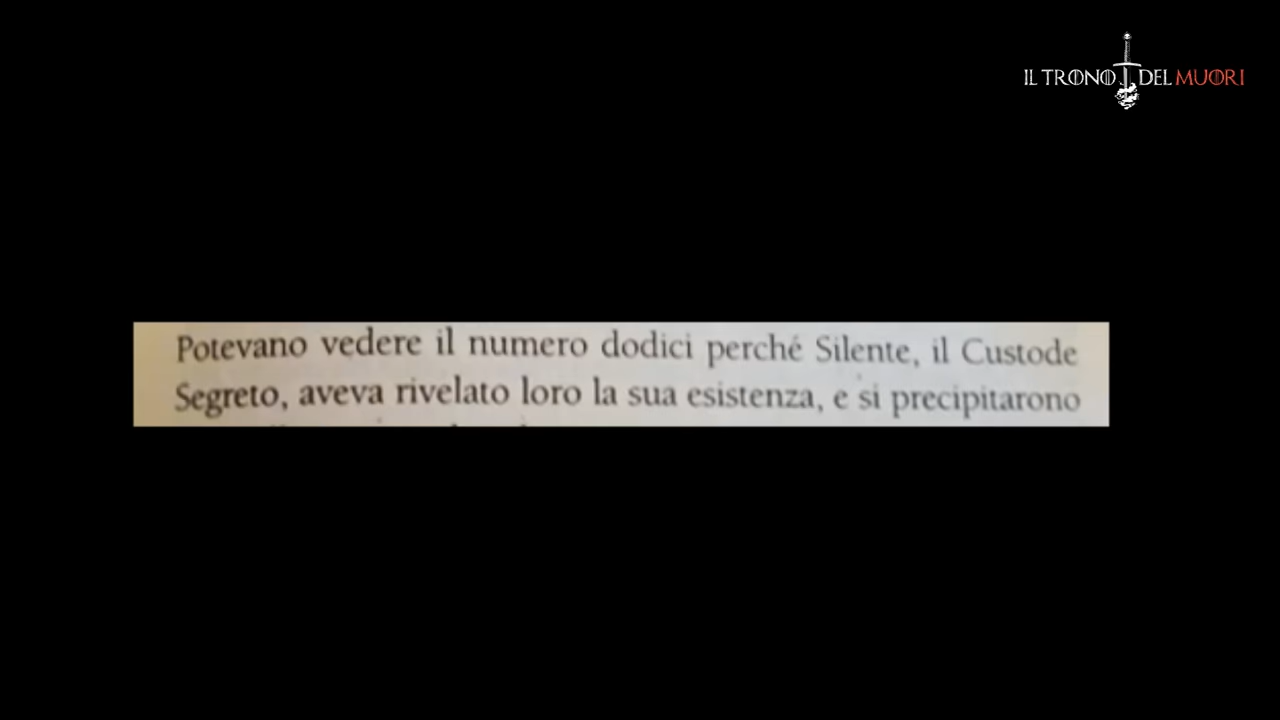 IL TRONO DEL MUORI
Potevano vedere il numero dodici perché Silente, il Custode
Segreto, aveva rivelato loro la sua esistenza, e si precipitarono